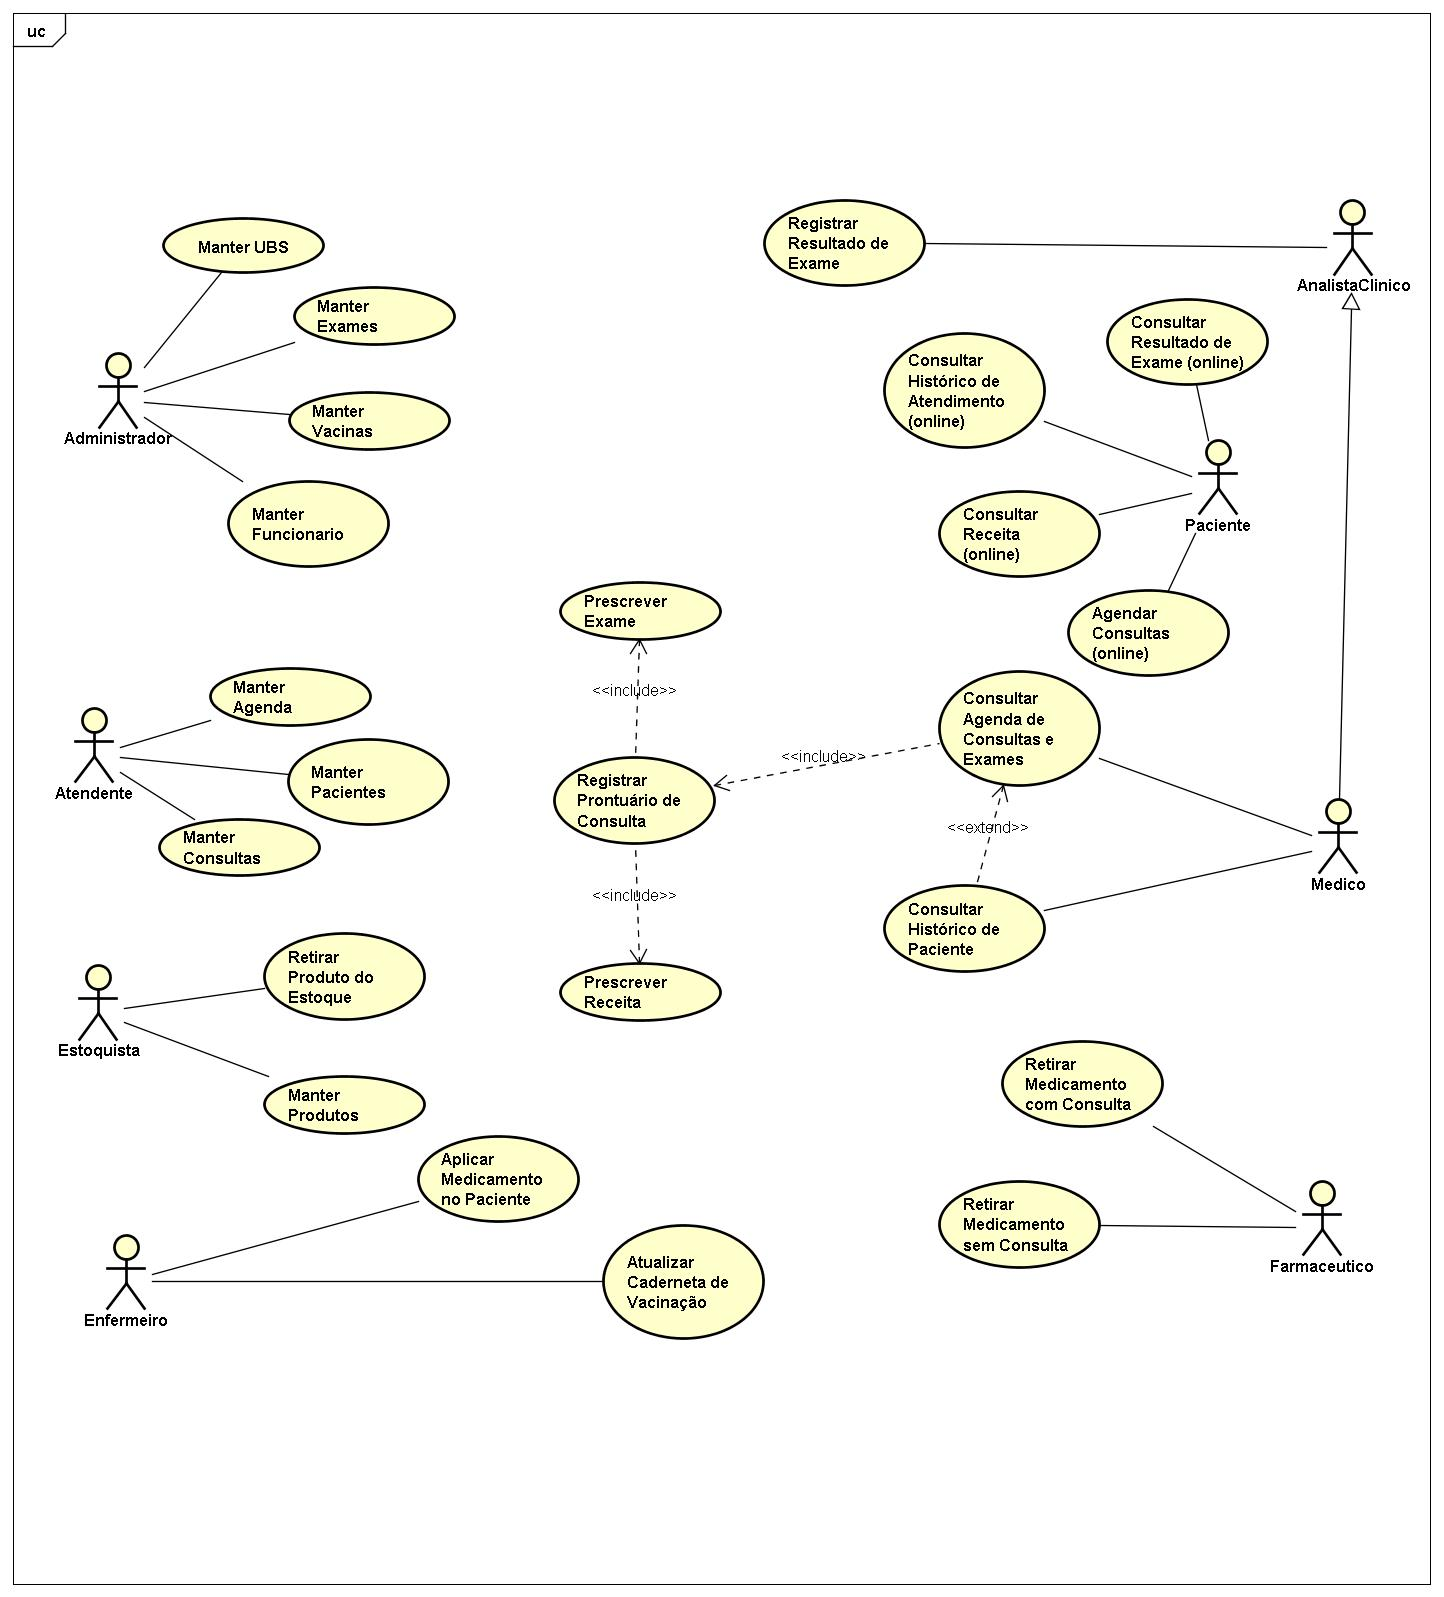 uc
Manter UBS
Manter
Exames
Manter
Vacinas
Manter
Funcionario
Administrador
Registrar
Resultado de
Exame
AnalistaClinico
Consultar
Resultado de
Exame (online)
Consultar
Histórico de
Atendimento
(online)
Consultar
Receita
(online)
Paciente
Agendar
Consultas
(online)
Prescrever
Exame
<<include>>
Manter
Agenda
Manter
Pacientes
Manter
Consultas
Atendente
Registrar
Prontuário de
Consulta
<<include>>
Consultar
Agenda de
Consultas e
Exames
<<extend>>
Medico
<<include>>
Consultar
Histórico de
Paciente
Prescrever
Receita
Retirar
Produto do
Estoque
Estoquista
Manter
Produtos
Retirar
Medicamento
com Consulta
Retirar
Medicamento
sem Consulta
Farmaceutico
Aplicar
Medicamento
no Paciente
Atualizar
Caderneta de
Vacinação
Enfermeiro